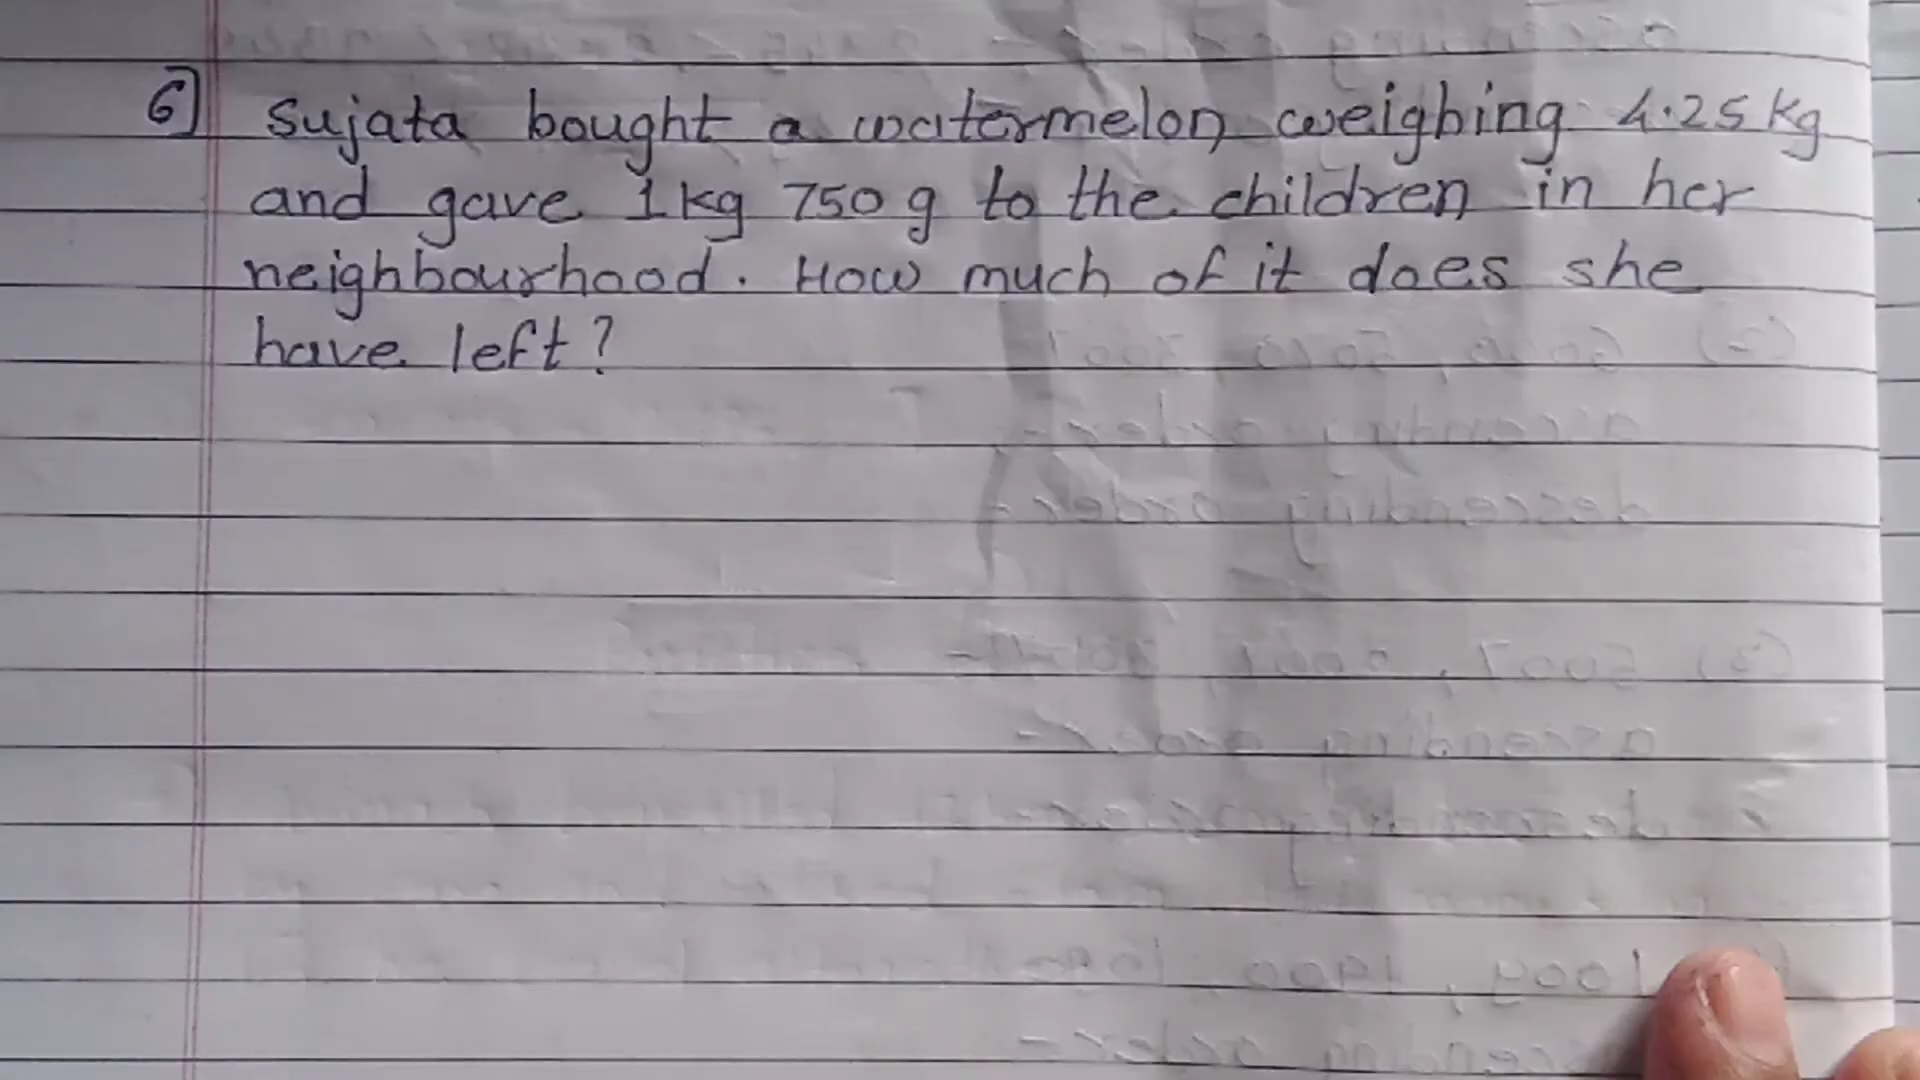 6] Sujata bought a watermelon weighing 4.25 kg
and gave 1 kg 750 g to the children in her
neighbourhood. How much of it does she
have left?